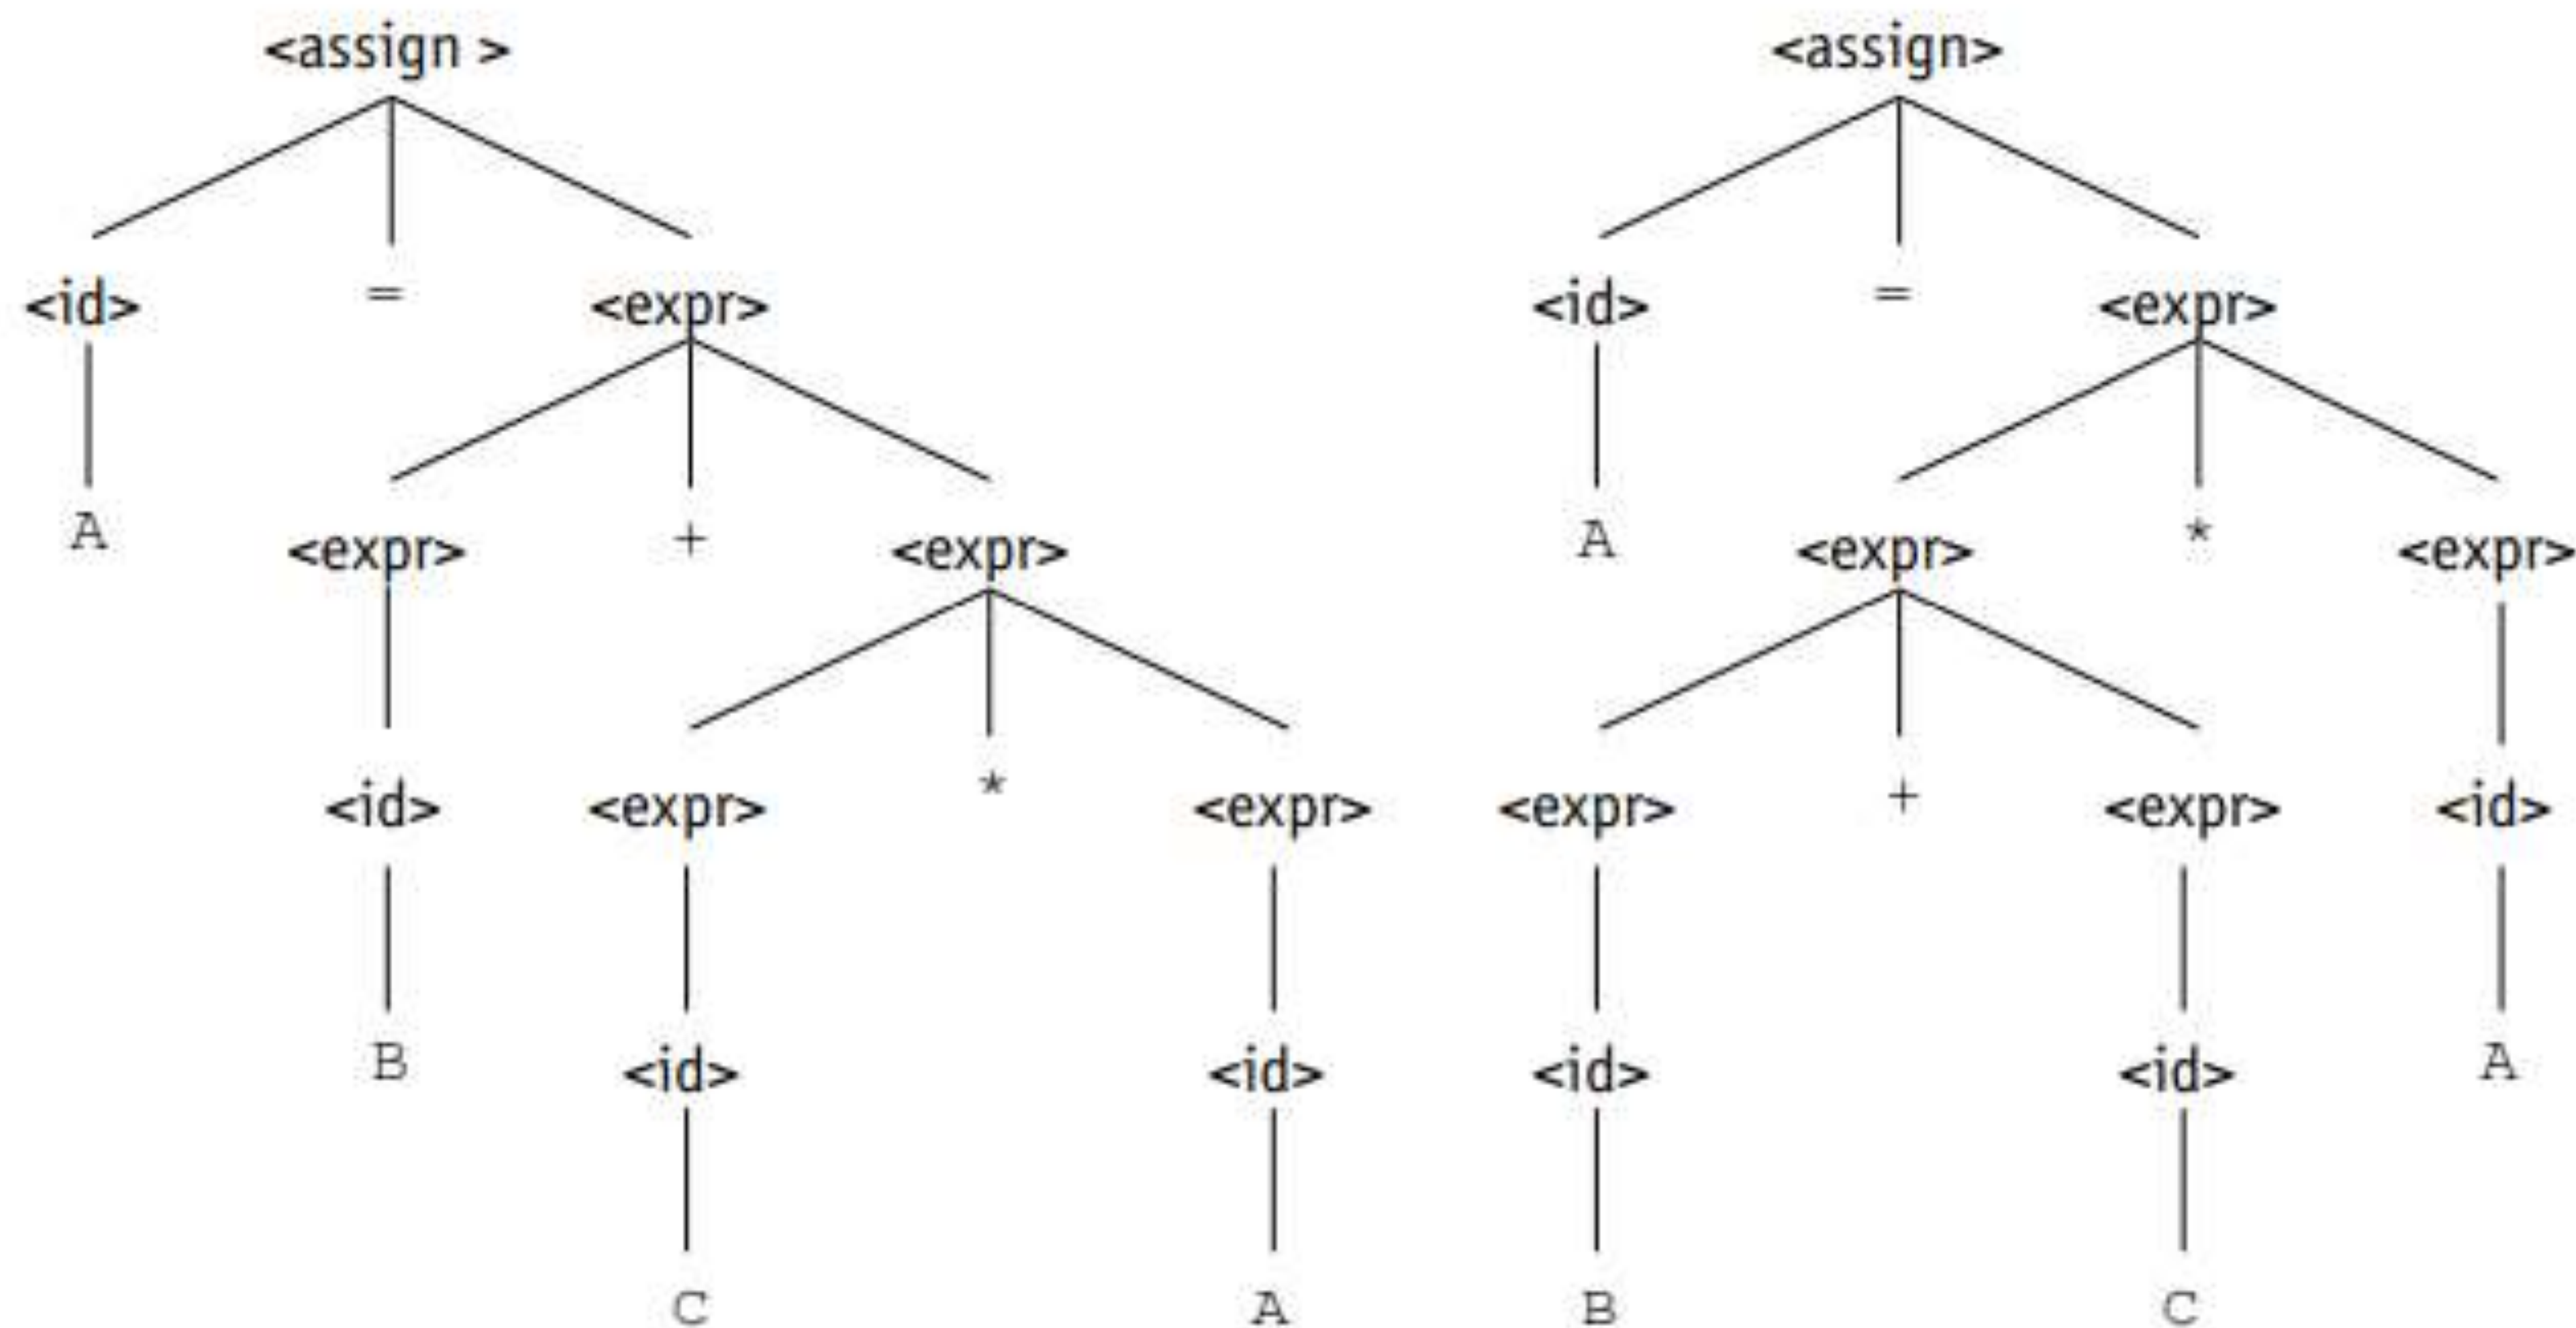 <assign > <assign>
<id> = <expr> <id> = <expr>
A <expr> + <expr> A <expr> * <expr>
<id> <expr> * <expr> <expr> + <expr> <id>
B <id> <id> <id> <id> A
C A B C